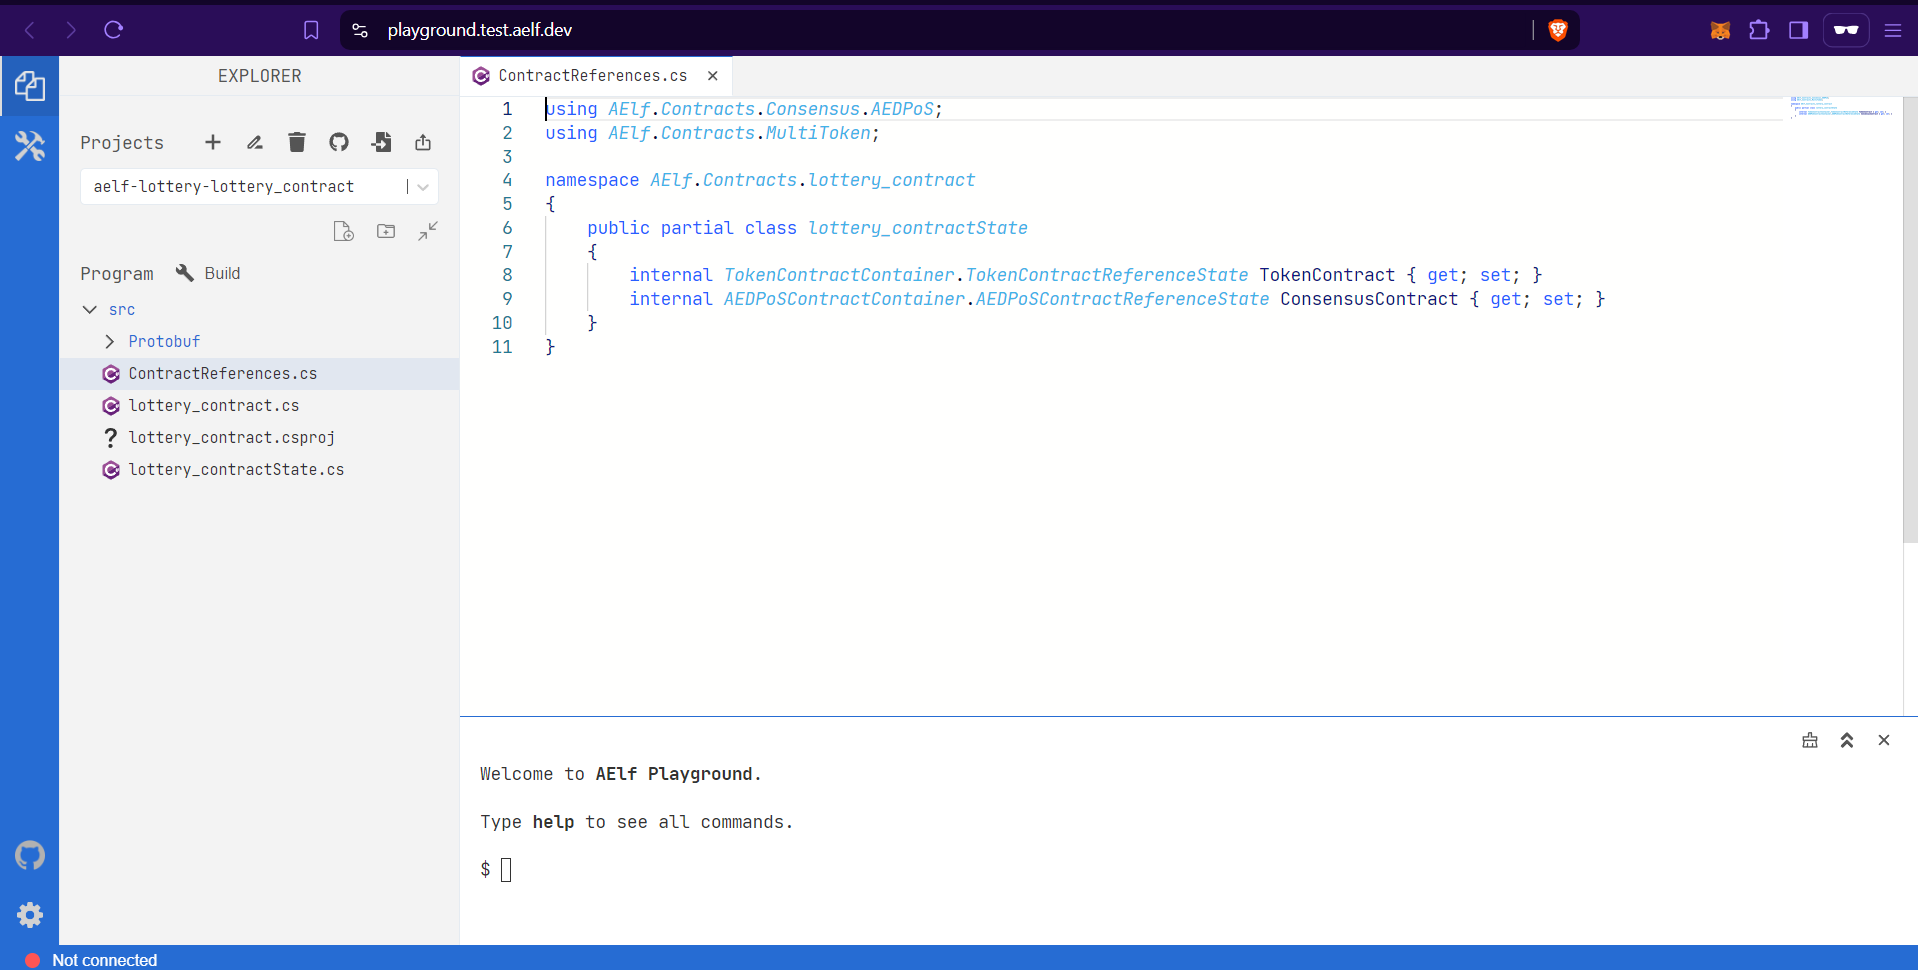 playground.test.aelf.dev
EXPLORER
Projects
aelf-lottery-lottery_contract
Program Build
src
Protobuf
ContractReferences.cs
lottery_contract.cs
lottery_contract.csproj
lottery_contractState.cs
ContractReferences.cs
1 using AElf.Contracts.Consensus.AEDPoS;
2 using AElf.Contracts.MultiToken;
3
4 namespace AElf.Contracts.lottery_contract
5 {
6     public partial class lottery_contractState
7     {
8         internal TokenContractContainer.TokenContractReferenceState TokenContract { get; set; }
9         internal AEDPoSContractContainer.AEDPoSContractReferenceState ConsensusContract { get; set; }
10     }
11 }
Welcome to AElf Playground.
Type help to see all commands.
$
Not connected